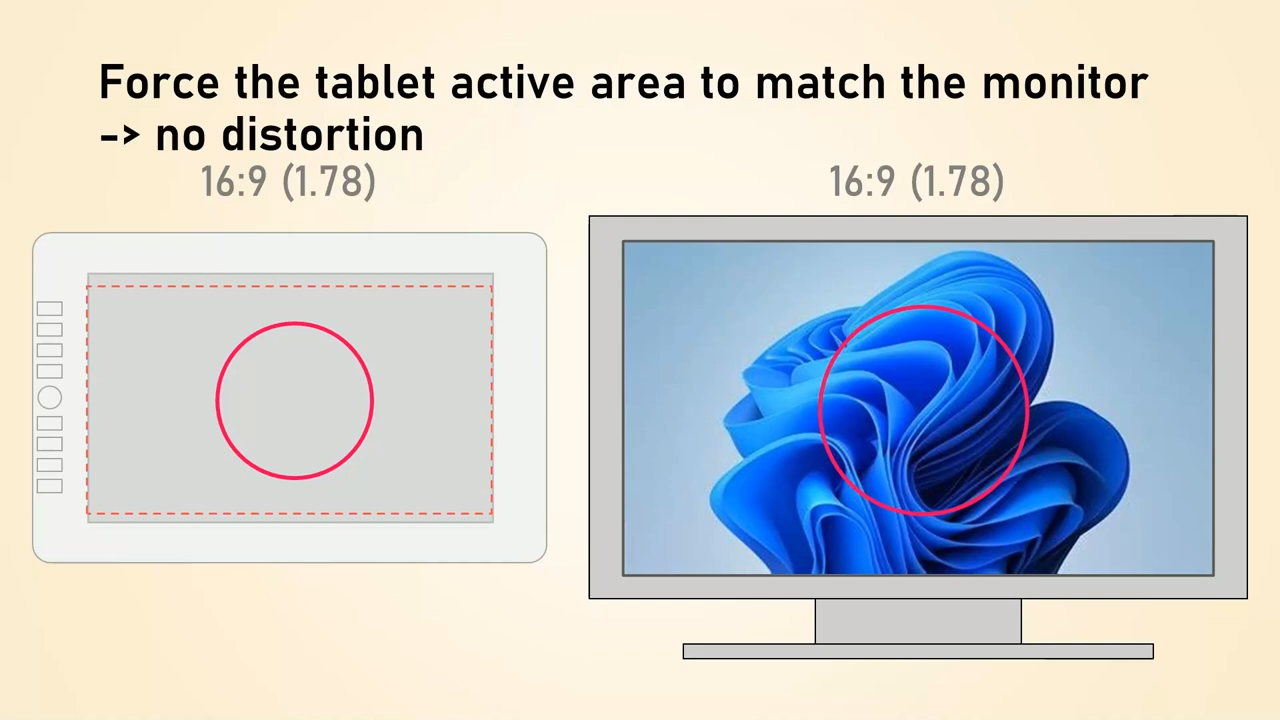 Force the tablet active area to match the monitor
-> no distortion
16:9 (1.78)
16:9 (1.78)